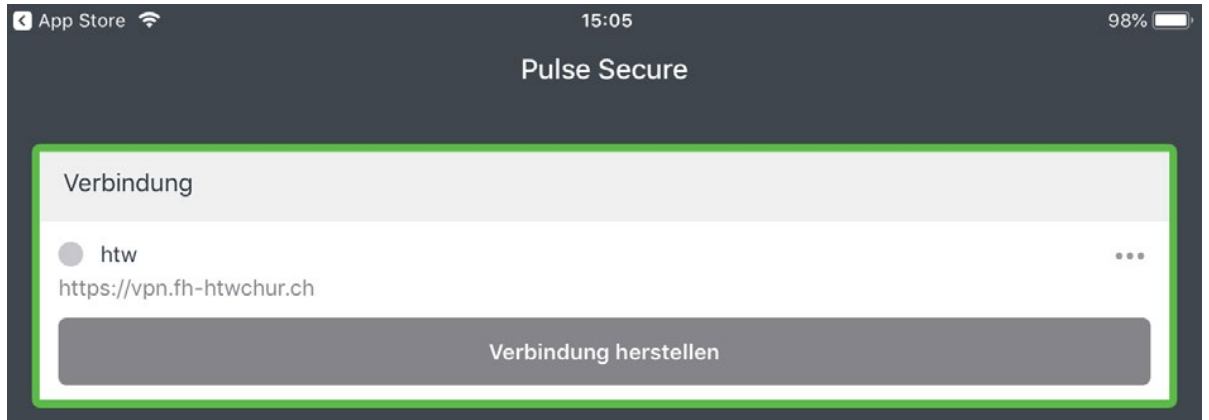 App Store
15:05
98%
Pulse Secure
Verbindung
htw
https://vpn.fh-htwchur.ch
Verbindung herstellen